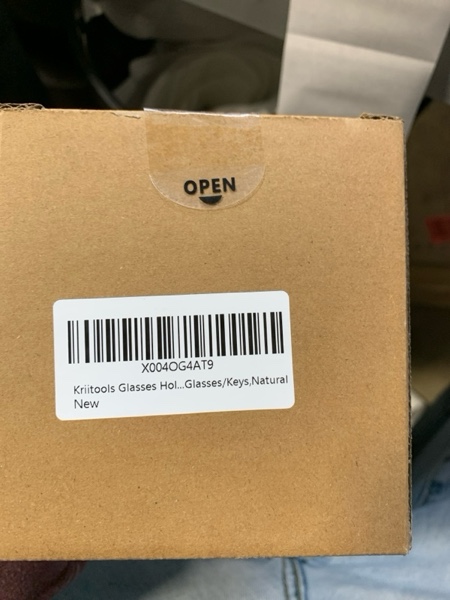 OPEN
X004OG4AT9
Kriitools Glasses Hol...Glasses/Keys,Natural
New